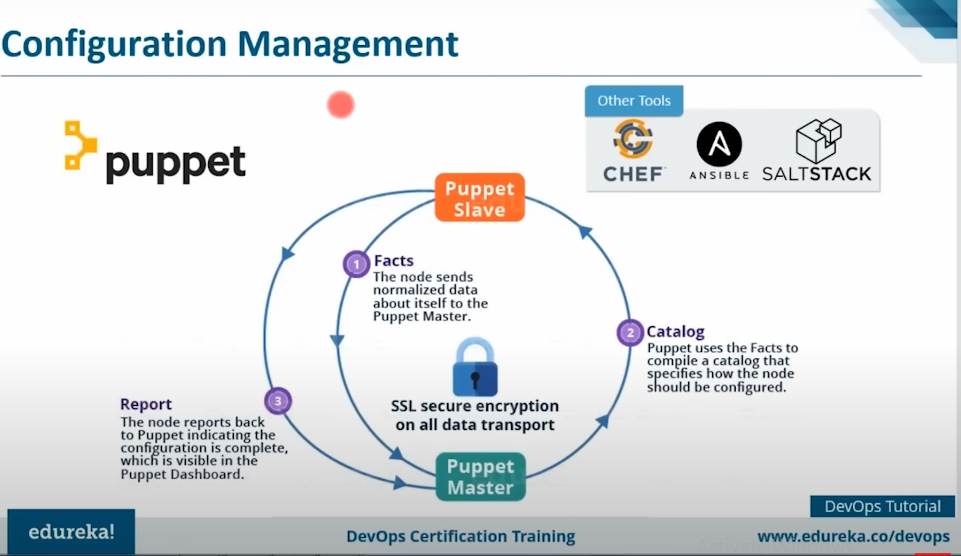 Configuration Management
Other Tools
puppet
CHEF
ANSIBLE
SALTSTACK
Puppet
Slave
1
Facts
The node sends
normalized data
about itself to the
Puppet Master.
2
Catalog
Puppet uses the Facts to
compile a catalog that
specifies how the node
should be configured.
SSL secure encryption
on all data transport
3
Report
The node reports back
to Puppet indicating the
configuration is complete,
which is visible in the
Puppet Dashboard.
Puppet
Master
DevOps Tutorial
edureka!
DevOps Certification Training
www.edureka.co/devops